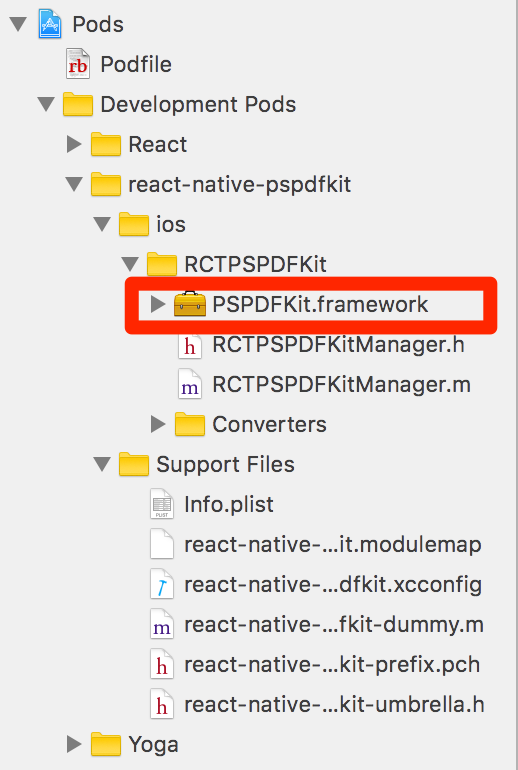 Pods
rb Podfile
Development Pods
React
react-native-pspdfkit
ios
RCTPSPDFKit
PSPDFKit.framework
h RCTPSPDFKitManager.h
m RCTPSPDFKitManager.m
Converters
Support Files
PLIST Info.plist
react-native-...it.modulemap
react-native-...dfkit.xcconfig
m react-native-...fkit-dummy.m
h react-native-...kit-prefix.pch
h react-native-...kit-umbrella.h
Yoga